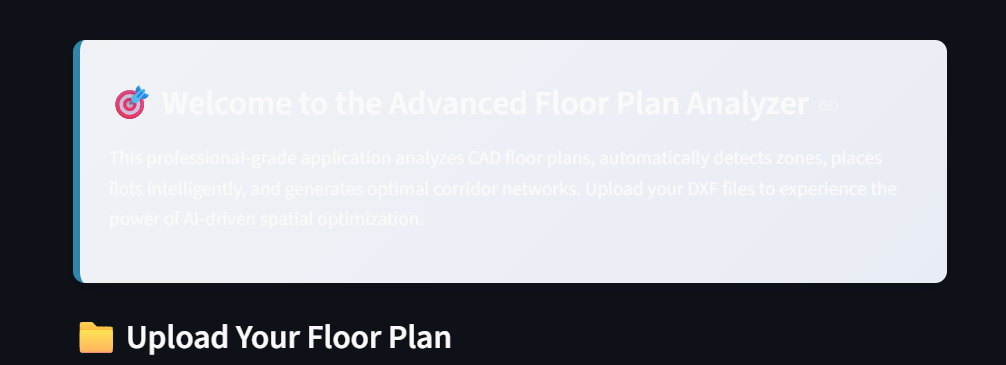 Welcome to the Advanced Floor Plan Analyzer
This professional-grade application analyzes CAD floor plans, automatically detects zones, places
îlots intelligently, and generates optimal corridor networks. Upload your DXF files to experience the
power of AI-driven spatial optimization.
Upload Your Floor Plan